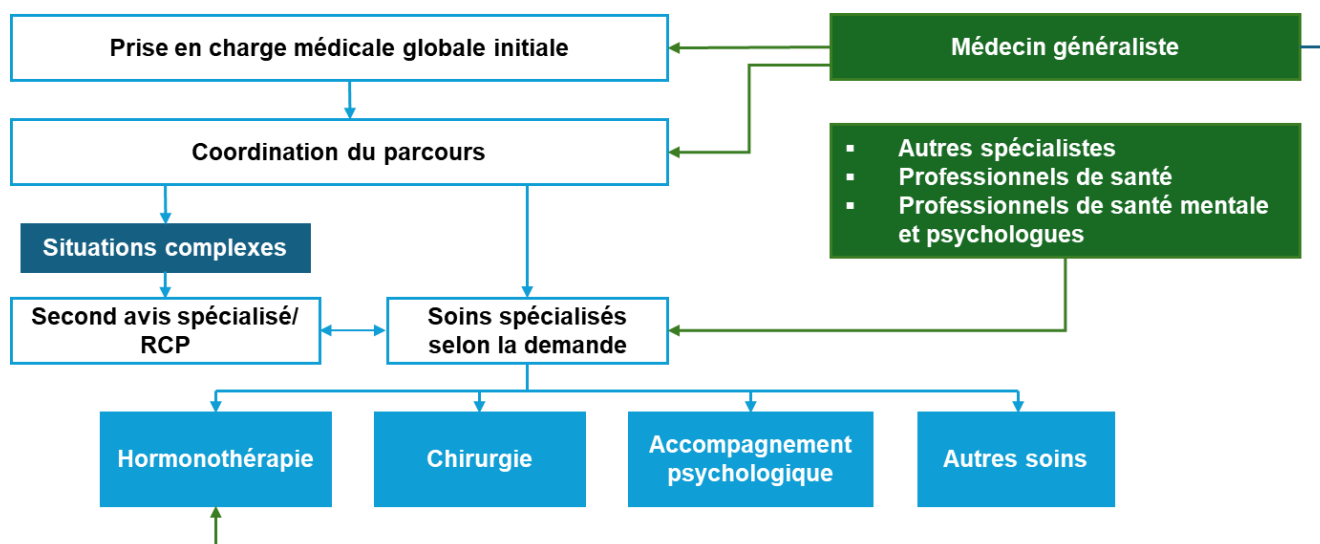 Prise en charge médicale globale initiale
Médecin généraliste
Coordination du parcours
▪ Autres spécialistes
▪ Professionnels de santé
▪ Professionnels de santé mentale
et psychologues
Situations complexes
Second avis spécialisé/
RCP
Soins spécialisés
selon la demande
Hormonothérapie
Chirurgie
Accompagnement
psychologique
Autres soins